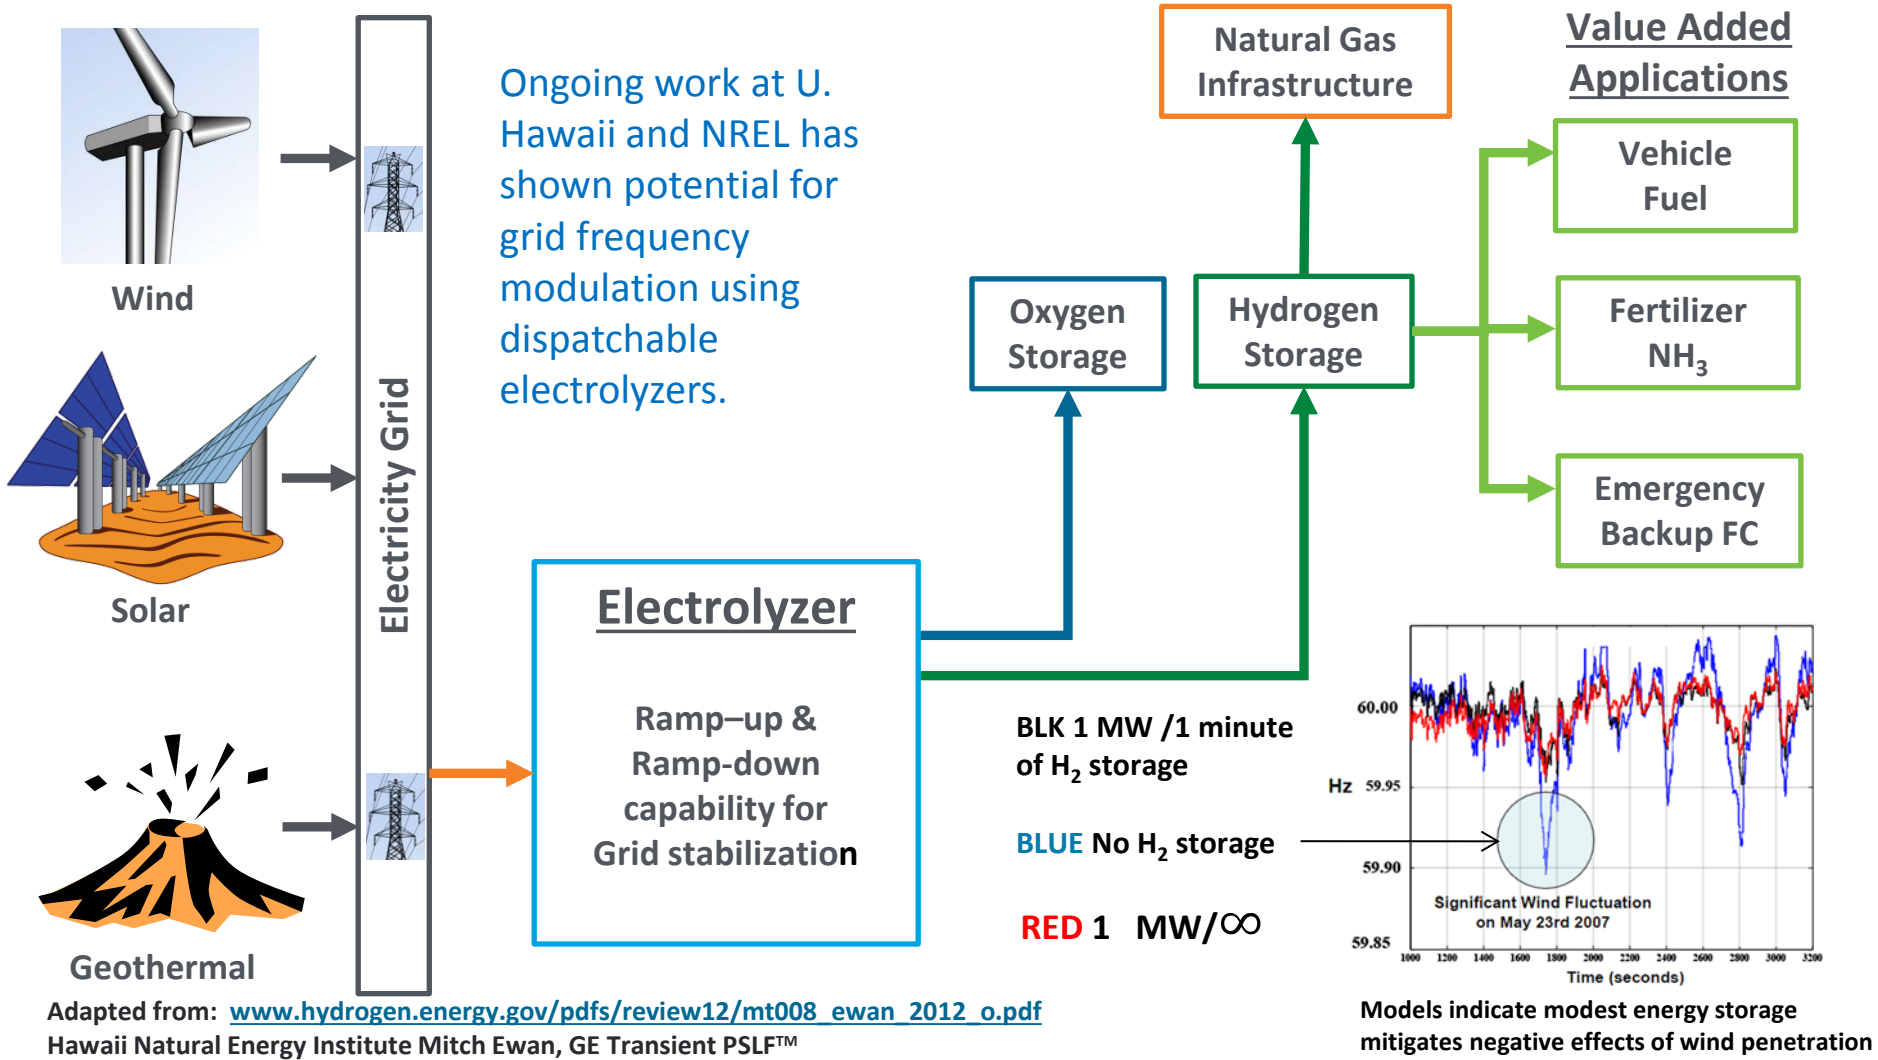 Wind
Solar
Geothermal
Electricity Grid
Ongoing work at U.
Hawaii and NREL has
shown potential for
grid frequency
modulation using
dispatchable
electrolyzers.
Electrolyzer
Ramp–up &
Ramp-down
capability for
Grid stabilization
Oxygen
Storage
Hydrogen
Storage
Natural Gas
Infrastructure
Value Added
Applications
Vehicle
Fuel
Fertilizer
NH₃
Emergency
Backup FC
BLK 1 MW /1 minute
of H₂ storage
BLUE No H₂ storage
RED 1 MW/∞
60.00
Hz 59.95
59.90
59.85
Significant Wind Fluctuation
on May 23rd 2007
1000 1200 1400 1600 1800 2000 2200 2400 2600 2800 3000 3200
Time (seconds)
Models indicate modest energy storage
mitigates negative effects of wind penetration
Adapted from: www.hydrogen.energy.gov/pdfs/review12/mt008_ewan_2012_o.pdf
Hawaii Natural Energy Institute Mitch Ewan, GE Transient PSLF™